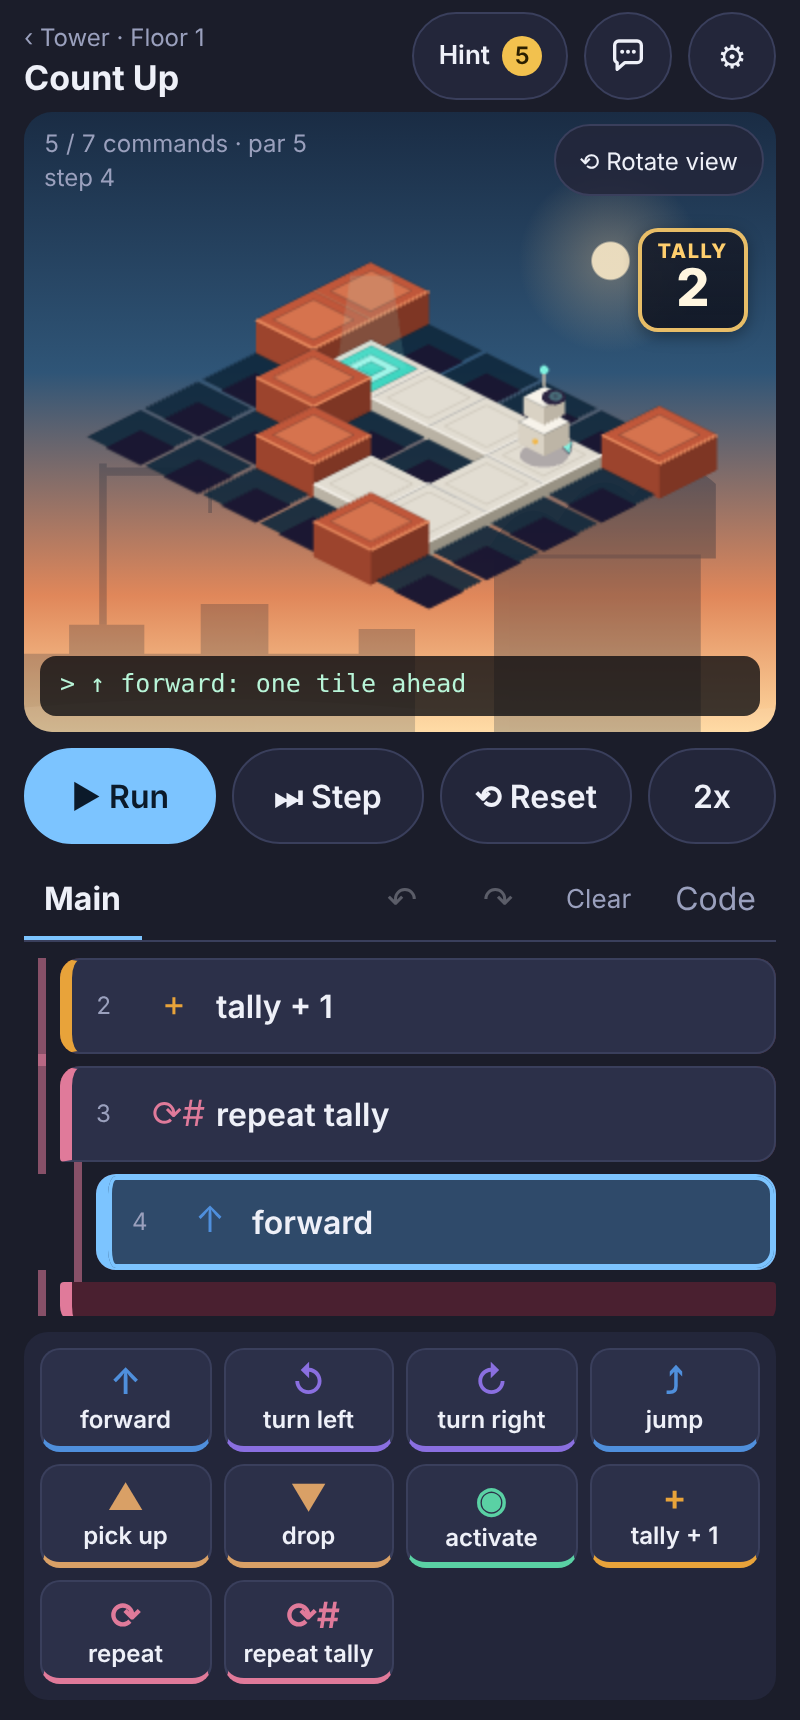 ‹ Tower · Floor 1
Count Up
Hint 5
5 / 7 commands · par 5
step 4
⟲ Rotate view
TALLY
2
> ↑ forward: one tile ahead
▶ Run
⏭ Step
⟲ Reset
2x
Main
↶
↷
Clear
Code
2 + tally + 1
3 ⟳# repeat tally
4 ↑ forward
↑ forward
↺ turn left
↻ turn right
⤴ jump
▲ pick up
▼ drop
◉ activate
+ tally + 1
⟳ repeat
⟳# repeat tally